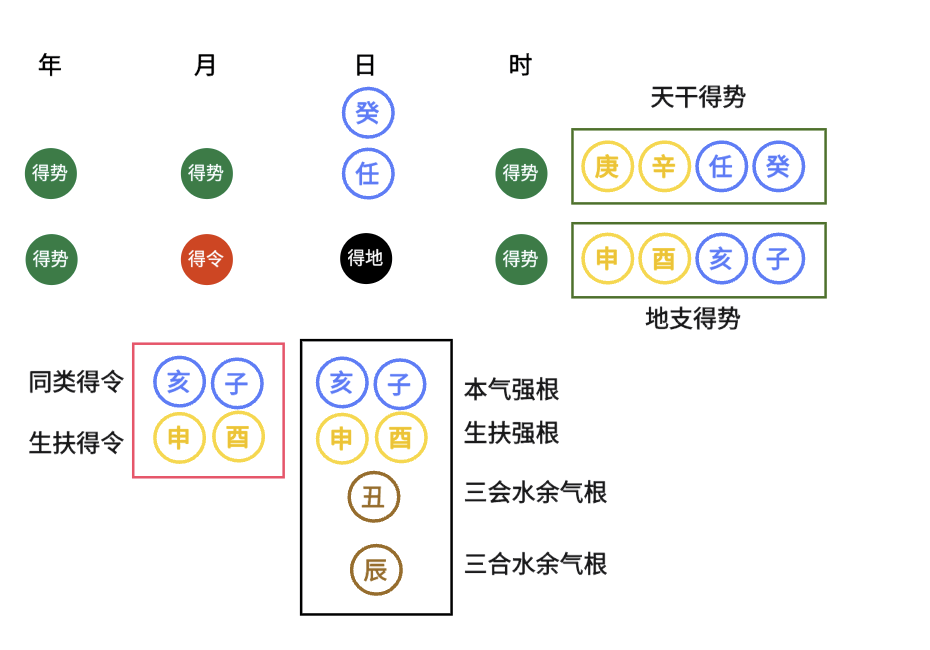 年 月 日 时
癸
天干得势
得势 得势 任 得势 庚 辛 任 癸
得势 得令 得地 得势 申 酉 亥 子
地支得势
同类得令 亥 子 亥 子 本气强根
生扶得令 申 酉 申 酉 生扶强根
丑 三会水余气根
辰 三合水余气根